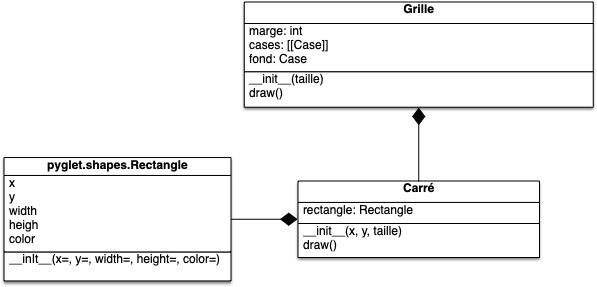 Grille
marge: int
cases: [[Case]]
fond: Case
__init__(taille)
draw()
pyglet.shapes.Rectangle
x
y
width
heigh
color
__inIt__(x=, y=, width=, height=, color=)
Carré
rectangle: Rectangle
__init__(x, y, taille)
draw()